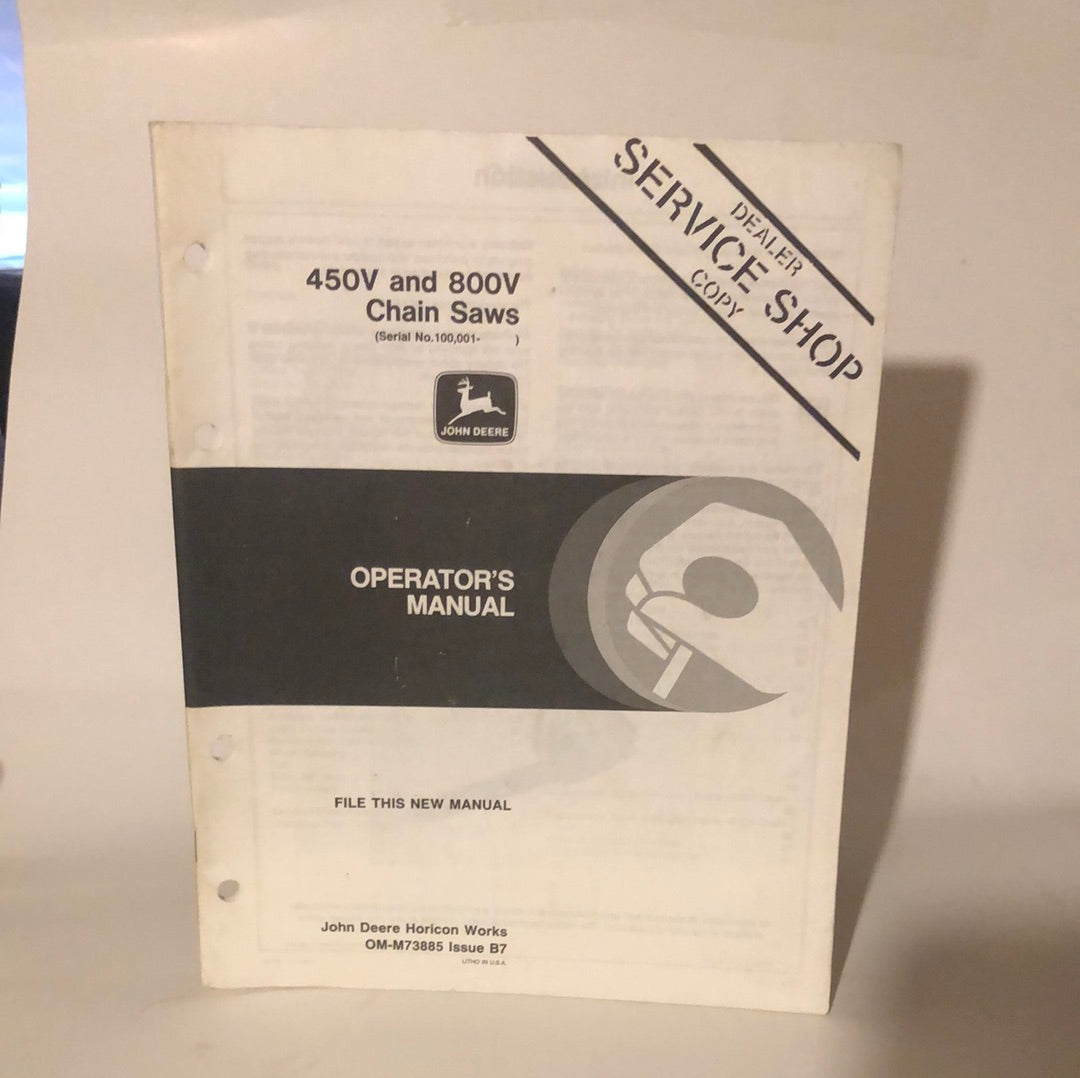 DEALER
SERVICE SHOP
COPY
450V and 800V
Chain Saws
(Serial No.100,001- )
JOHN DEERE
OPERATOR'S
MANUAL
FILE THIS NEW MANUAL
John Deere Horicon Works
OM-M73885 Issue B7
LITHO IN U.S.A.